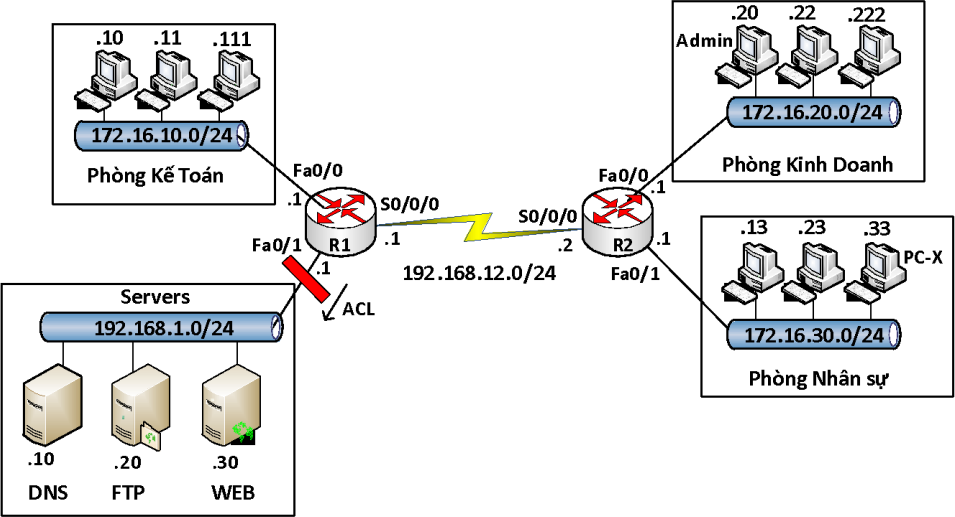 .10
.11
.111
172.16.10.0/24
Phòng Kế Toán
.20
.22
.222
Admin
172.16.20.0/24
Phòng Kinh Doanh
Fa0/0
.1
S0/0/0
R1
.1
Fa0/1
.1
ACL
192.168.12.0/24
Fa0/0
.1
S0/0/0
R2
.2
.1
Fa0/1
.13
.23
.33
PC-X
172.16.30.0/24
Phòng Nhân sự
Servers
192.168.1.0/24
.10
.20
.30
DNS
FTP
WEB